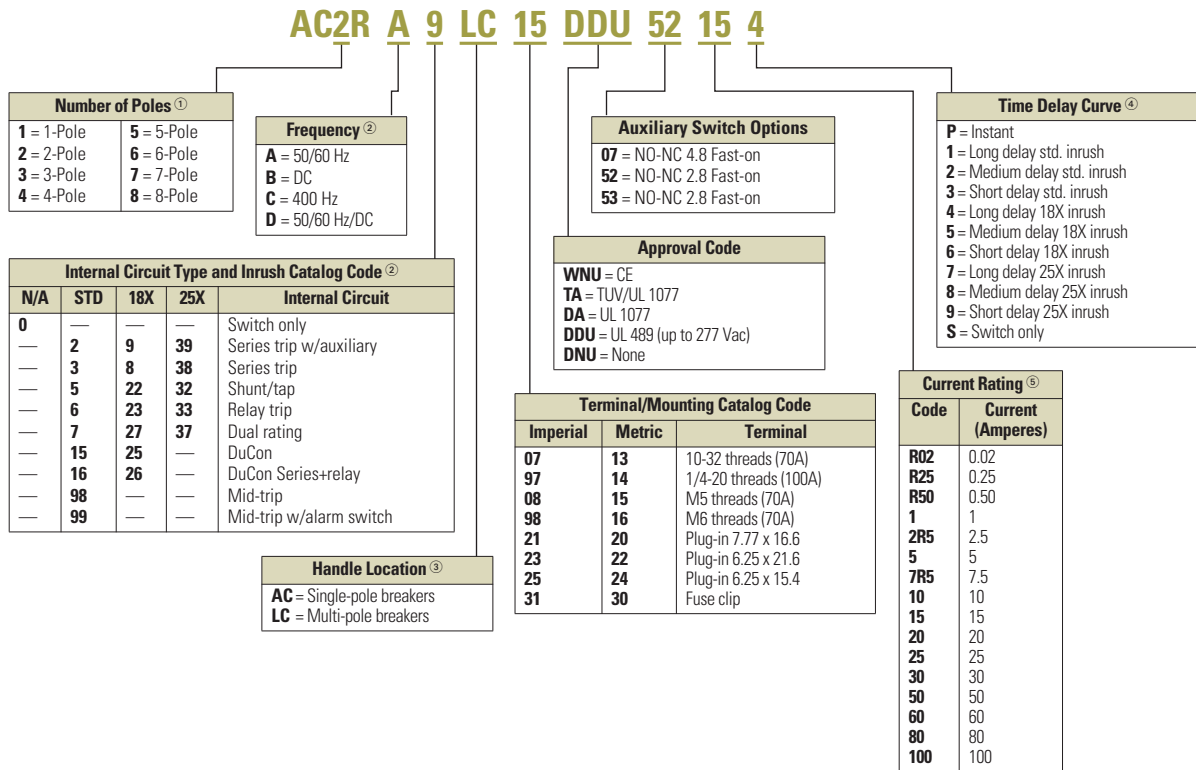 AC2R A 9 LC 15 DDU 52 15 4
Number of Poles ①
1 = 1-Pole 5 = 5-Pole
2 = 2-Pole 6 = 6-Pole
3 = 3-Pole 7 = 7-Pole
4 = 4-Pole 8 = 8-Pole
Frequency ②
A = 50/60 Hz
B = DC
C = 400 Hz
D = 50/60 Hz/DC
Auxiliary Switch Options
07 = NO-NC 4.8 Fast-on
52 = NO-NC 2.8 Fast-on
53 = NO-NC 2.8 Fast-on
Time Delay Curve ④
P = Instant
1 = Long delay std. inrush
2 = Medium delay std. inrush
3 = Short delay std. inrush
4 = Long delay 18X inrush
5 = Medium delay 18X inrush
6 = Short delay 18X inrush
7 = Long delay 25X inrush
8 = Medium delay 25X inrush
9 = Short delay 25X inrush
S = Switch only
Internal Circuit Type and Inrush Catalog Code ②
N/A STD 18X 25X Internal Circuit
0 — — — Switch only
— 2 9 39 Series trip w/auxiliary
— 3 8 38 Series trip
— 5 22 32 Shunt/tap
— 6 23 33 Relay trip
— 7 27 37 Dual rating
— 15 25 — DuCon
— 16 26 — DuCon Series+relay
— 98 — — Mid-trip
— 99 — — Mid-trip w/alarm switch
Approval Code
WNU = CE
TA = TUV/UL 1077
DA = UL 1077
DDU = UL 489 (up to 277 Vac)
DNU = None
Handle Location ③
AC = Single-pole breakers
LC = Multi-pole breakers
Terminal/Mounting Catalog Code
Imperial Metric Terminal
07 13 10-32 threads (70A)
97 14 1/4-20 threads (100A)
08 15 M5 threads (70A)
98 16 M6 threads (70A)
21 20 Plug-in 7.77 x 16.6
23 22 Plug-in 6.25 x 21.6
25 24 Plug-in 6.25 x 15.4
31 30 Fuse clip
Current Rating ⑤
Code Current
(Amperes)
R02 0.02
R25 0.25
R50 0.50
1 1
2R5 2.5
5 5
7R5 7.5
10 10
15 15
20 20
25 25
30 30
50 50
60 60
80 80
100 100